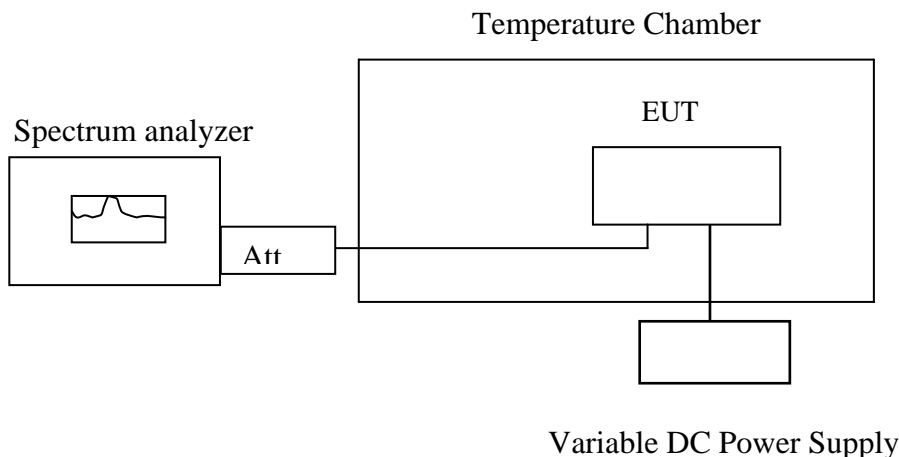 Temperature Chamber
EUT
Spectrum analyzer
Att
Variable DC Power Supply